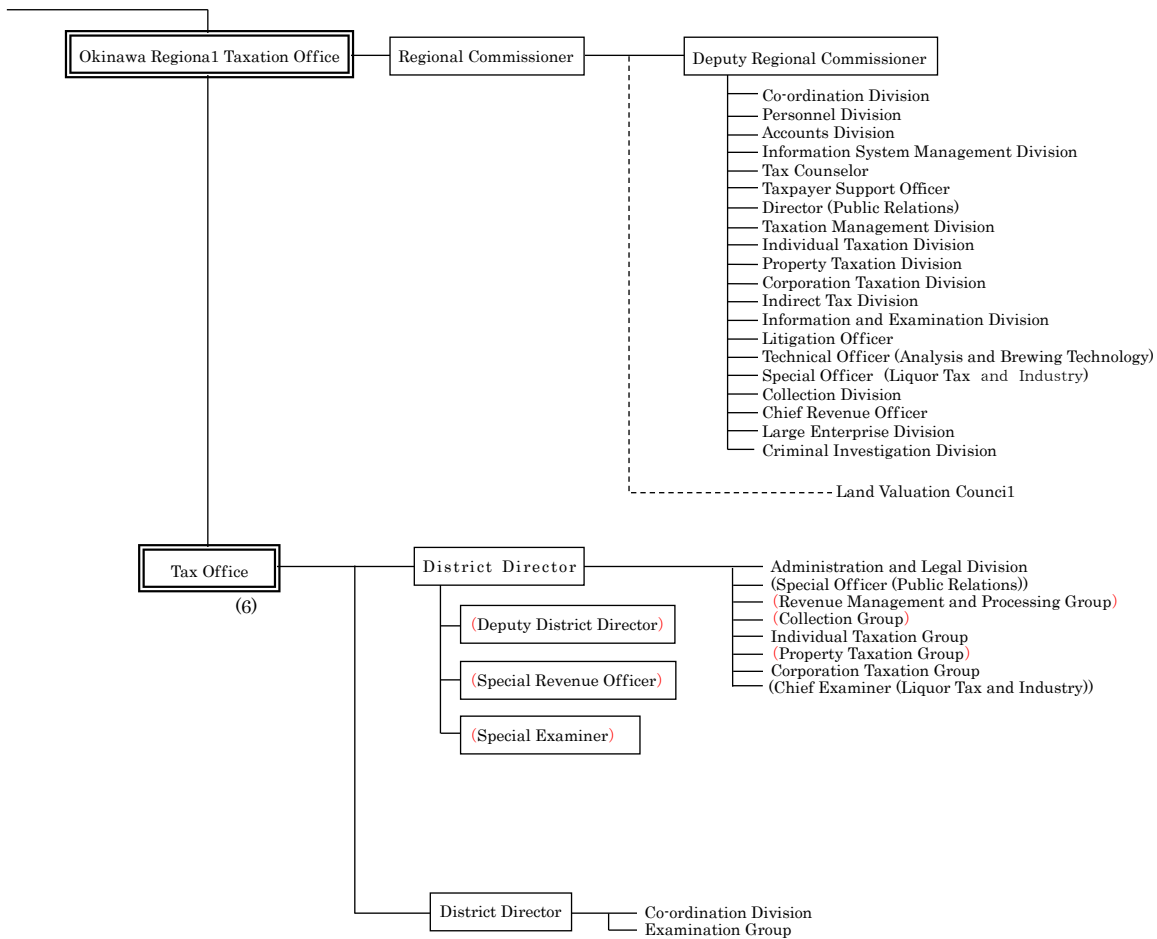 Okinawa Regiona1 Taxation Office
Regional Commissioner
Deputy Regional Commissioner
Co-ordination Division
Personnel Division
Accounts Division
Information System Management Division
Tax Counselor
Taxpayer Support Officer
Director (Public Relations)
Taxation Management Division
Individual Taxation Division
Property Taxation Division
Corporation Taxation Division
Indirect Tax Division
Information and Examination Division
Litigation Officer
Technical Officer (Analysis and Brewing Technology)
Special Officer (Liquor Tax and Industry)
Collection Division
Chief Revenue Officer
Large Enterprise Division
Criminal Investigation Division
Land Valuation Counci1
Tax Office
(6)
District Director
(Deputy District Director)
(Special Revenue Officer)
(Special Examiner)
Administration and Legal Division
(Special Officer (Public Relations))
(Revenue Management and Processing Group)
(Collection Group)
Individual Taxation Group
(Property Taxation Group)
Corporation Taxation Group
(Chief Examiner (Liquor Tax and Industry))
District Director
Co-ordination Division
Examination Group